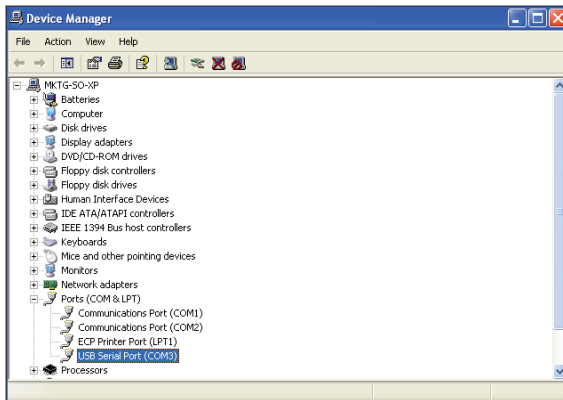 Device Manager
File Action View Help
MKTG-SO-XP
Batteries
Computer
Disk drives
Display adapters
DVD/CD-ROM drives
Floppy disk controllers
Floppy disk drives
Human Interface Devices
IDE ATA/ATAPI controllers
IEEE 1394 Bus host controllers
Keyboards
Mice and other pointing devices
Monitors
Network adapters
Ports (COM & LPT)
Communications Port (COM1)
Communications Port (COM2)
ECP Printer Port (LPT1)
USB Serial Port (COM3)
Processors